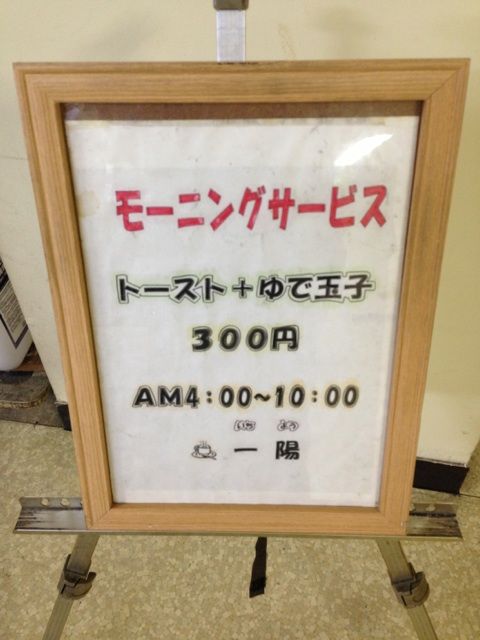 モーニングサービス
トースト＋ゆで玉子
３００円
AM4：00～10：00
いち よう
一 陽